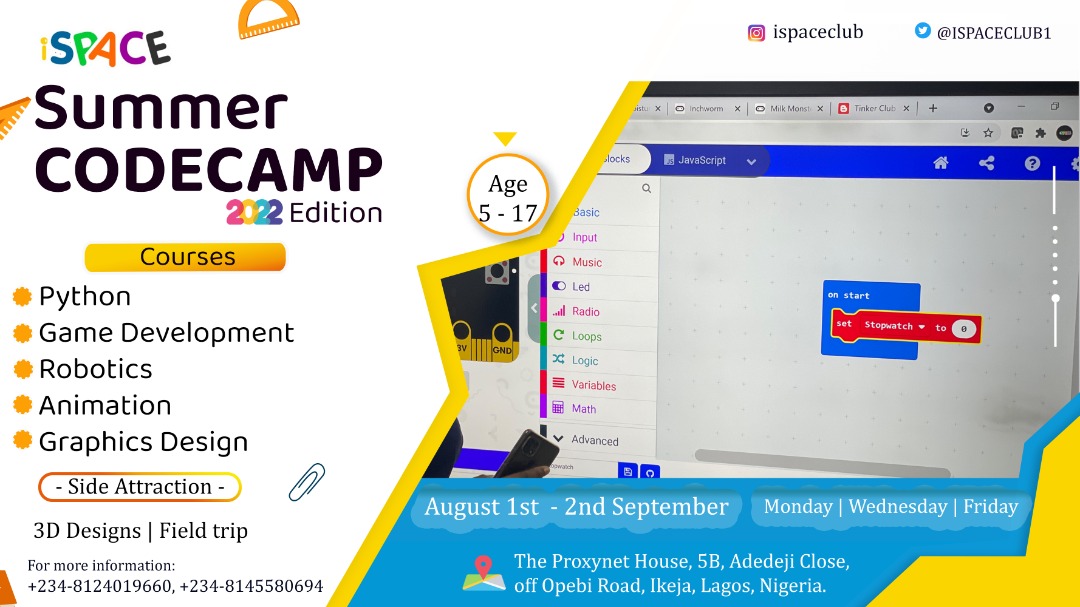 iSPACE
Summer
CODECAMP
2022 Edition
Courses
Python
Game Development
Robotics
Animation
Graphics Design
- Side Attraction -
3D Designs | Field trip
For more information:
+234-8124019660, +234-8145580694
ispaceclub
@ISPACECLUB1
Age
5 - 17
Inchworm
Milk Monst
Tinker Club
JavaScript
Basic
Input
Music
Led
Radio
Loops
Logic
Variables
Math
Advanced
on start
set Stopwatch to 0
3V GND
August 1st - 2nd September
Monday | Wednesday | Friday
The Proxynet House, 5B, Adedeji Close,
off Opebi Road, Ikeja, Lagos, Nigeria.